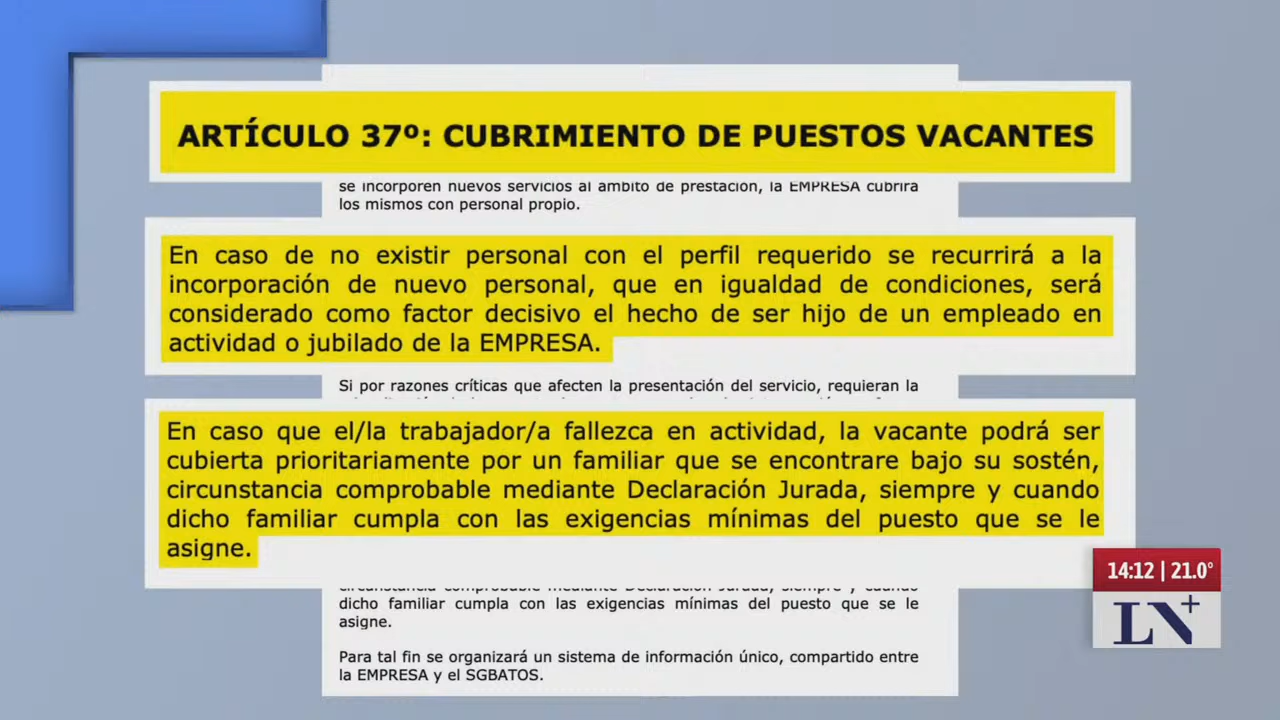 ARTÍCULO 37º: CUBRIMIENTO DE PUESTOS VACANTES
se incorporen nuevos servicios al ámbito de prestación, la EMPRESA cubrirá
los mismos con personal propio.
En caso de no existir personal con el perfil requerido se recurrirá a la
incorporación de nuevo personal, que en igualdad de condiciones, será
considerado como factor decisivo el hecho de ser hijo de un empleado en
actividad o jubilado de la EMPRESA.
Si por razones críticas que afecten la presentación del servicio, requieran la
En caso que el/la trabajador/a fallezca en actividad, la vacante podrá ser
cubierta prioritariamente por un familiar que se encontrare bajo su sostén,
circunstancia comprobable mediante Declaración Jurada, siempre y cuando
dicho familiar cumpla con las exigencias mínimas del puesto que se le
asigne.
circunstancia comprobable mediante Declaración Jurada, siempre y cuando
dicho familiar cumpla con las exigencias mínimas del puesto que se le
asigne.
Para tal fin se organizará un sistema de información único, compartido entre
la EMPRESA y el SGBATOS.
14:12 | 21.0°
LN+